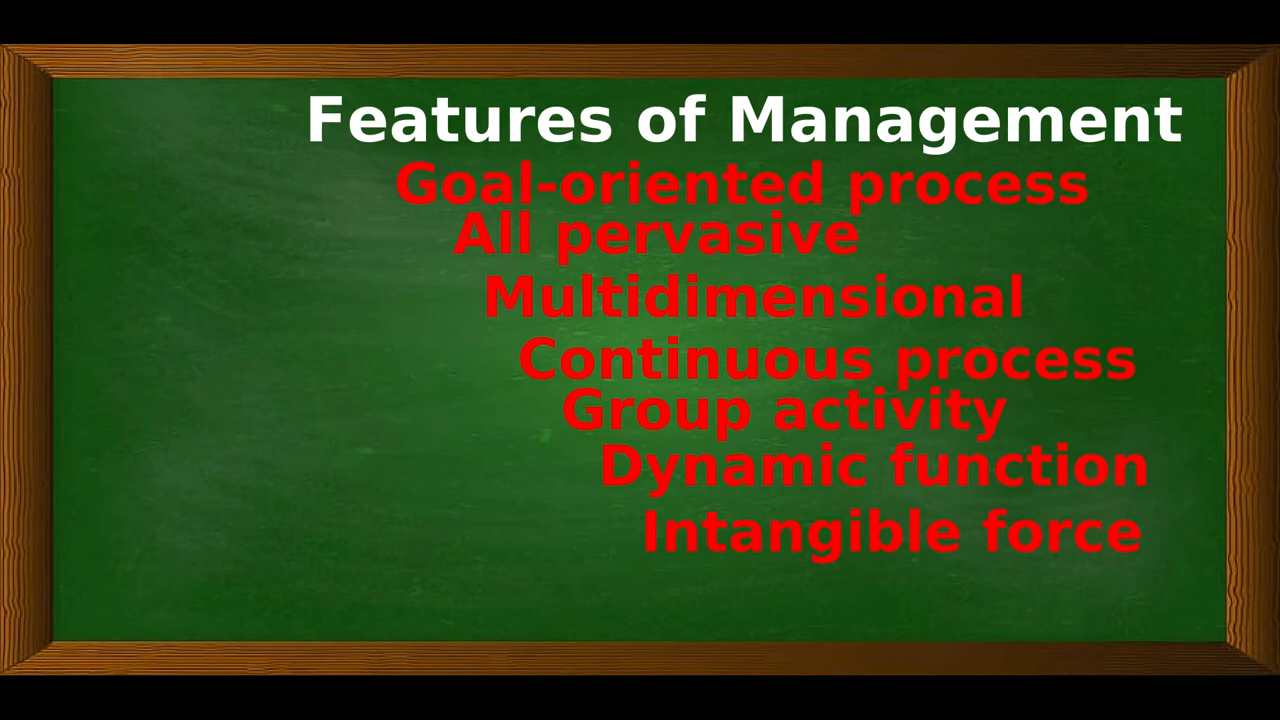 Features of Management
Goal-oriented process
All pervasive
Multidimensional
Continuous process
Group activity
Dynamic function
Intangible force